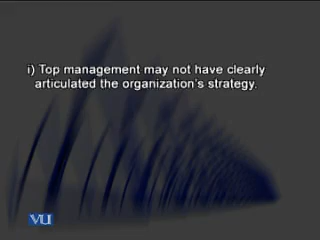 i) Top management may not have clearly
articulated the organization's strategy.
VU